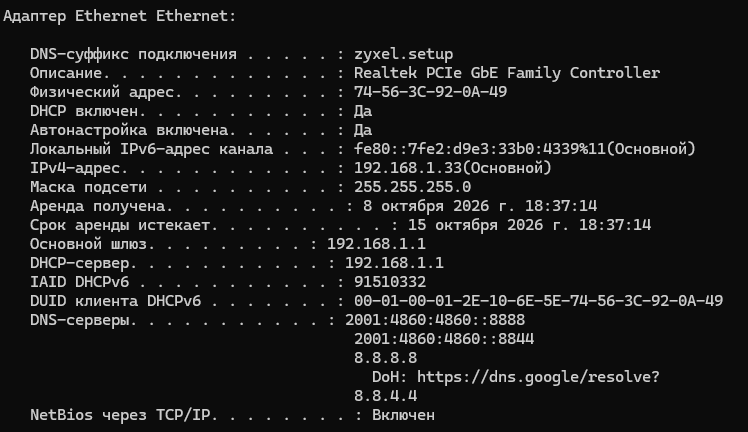 Адаптер Ethernet Ethernet:
DNS-суффикс подключения . . . . . : zyxel.setup
Описание. . . . . . . . . . . . . : Realtek PCIe GbE Family Controller
Физический адрес. . . . . . . . . : 74-56-3C-92-0A-49
DHCP включен. . . . . . . . . . . : Да
Автонастройка включена. . . . . . : Да
Локальный IPv6-адрес канала . . . : fe80::7fe2:d9e3:33b0:4339%11(Основной)
IPv4-адрес. . . . . . . . . . . . : 192.168.1.33(Основной)
Маска подсети . . . . . . . . . . : 255.255.255.0
Аренда получена. . . . . . . . . . : 8 октября 2026 г. 18:37:14
Срок аренды истекает. . . . . . . . . . : 15 октября 2026 г. 18:37:14
Основной шлюз. . . . . . . . . : 192.168.1.1
DHCP-сервер. . . . . . . . . . . : 192.168.1.1
IAID DHCPv6 . . . . . . . . . . . : 91510332
DUID клиента DHCPv6 . . . . . . . : 00-01-00-01-2E-10-6E-5E-74-56-3C-92-0A-49
DNS-серверы. . . . . . . . . . . : 2001:4860:4860::8888
2001:4860:4860::8844
8.8.8.8
DoH: https://dns.google/resolve?
8.8.4.4
NetBios через TCP/IP. . . . . . . . : Включен